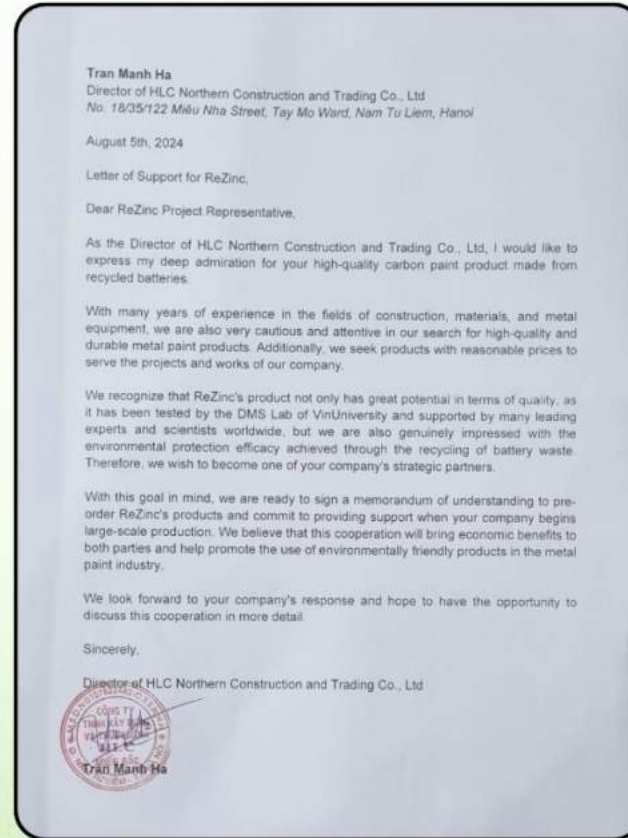 Tran Manh Ha
Director of HLC Northern Construction and Trading Co., Ltd
No. 18/35/122 Miêu Nha Street, Tay Mo Ward, Nam Tu Liem, Hanoi
August 5th, 2024
Letter of Support for ReZinc,
Dear ReZinc Project Representative,
As the Director of HLC Northern Construction and Trading Co., Ltd, I would like to
express my deep admiration for your high-quality carbon paint product made from
recycled batteries.
With many years of experience in the fields of construction, materials, and metal
equipment, we are also very cautious and attentive in our search for high-quality and
durable metal paint products. Additionally, we seek products with reasonable prices to
serve the projects and works of our company.
We recognize that ReZinc's product not only has great potential in terms of quality, as
it has been tested by the DMS Lab of VinUniversity and supported by many leading
experts and scientists worldwide, but we are also genuinely impressed with the
environmental protection efficacy achieved through the recycling of battery waste.
Therefore, we wish to become one of your company's strategic partners.
With this goal in mind, we are ready to sign a memorandum of understanding to pre-
order ReZinc's products and commit to providing support when your company begins
large-scale production. We believe that this cooperation will bring economic benefits to
both parties and help promote the use of environmentally friendly products in the metal
paint industry.
We look forward to your company's response and hope to have the opportunity to
discuss this cooperation in more detail.
Sincerely,
Director of HLC Northern Construction and Trading Co., Ltd
CÔNG TY
Tran Manh Ha